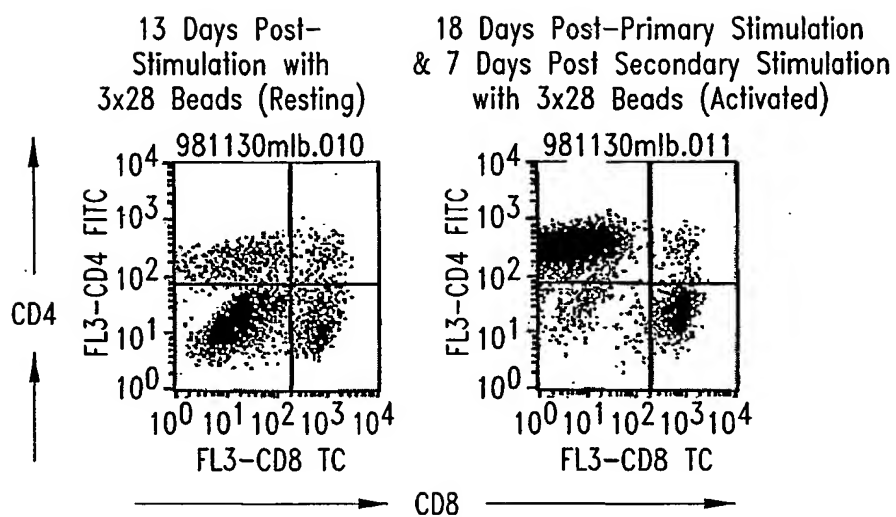 13 Days Post-
Stimulation with
3x28 Beads (Resting)
18 Days Post-Primary Stimulation
& 7 Days Post Secondary Stimulation
with 3x28 Beads (Activated)
981130mlb.010
981130mlb.011
CD4
FL3-CD4 FITC
10⁴
10³
10²
10¹
10⁰
10⁰ 10¹ 10² 10³ 10⁴
FL3-CD8 TC
FL3-CD4 FITC
10⁴
10³
10²
10¹
10⁰
10⁰ 10¹ 10² 10³ 10⁴
FL3-CD8 TC
CD8